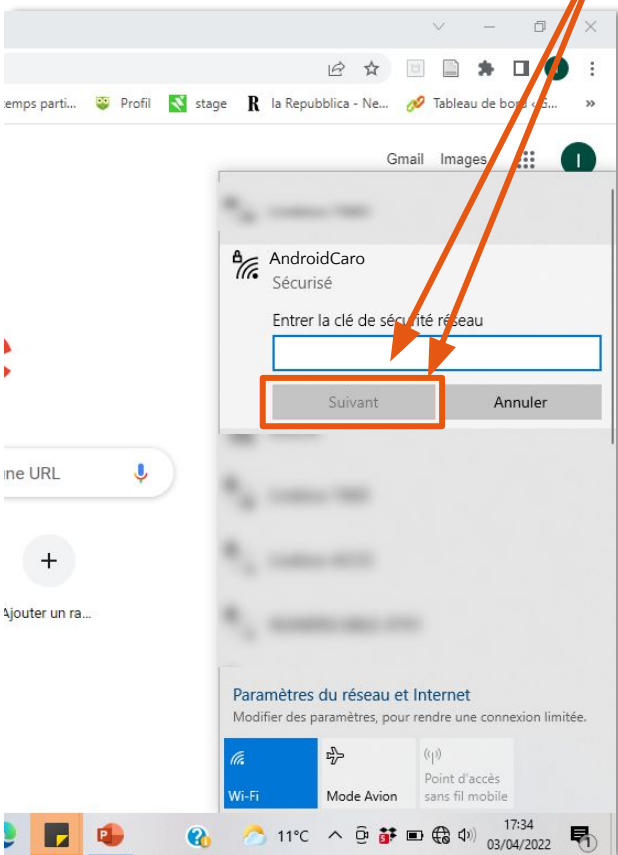 temps parti... Profil stage R la Repubblica - Ne... Tableau de bord
Gmail Images I
AndroidCaro
Sécurisé
Entrer la clé de sécurité réseau
Suivant Annuler
une URL
Ajouter un ra...
Paramètres du réseau et Internet
Modifier des paramètres, pour rendre une connexion limitée.
Point d'accès
Wi-Fi Mode Avion sans fil mobile
11°C 17:34
03/04/2022 1